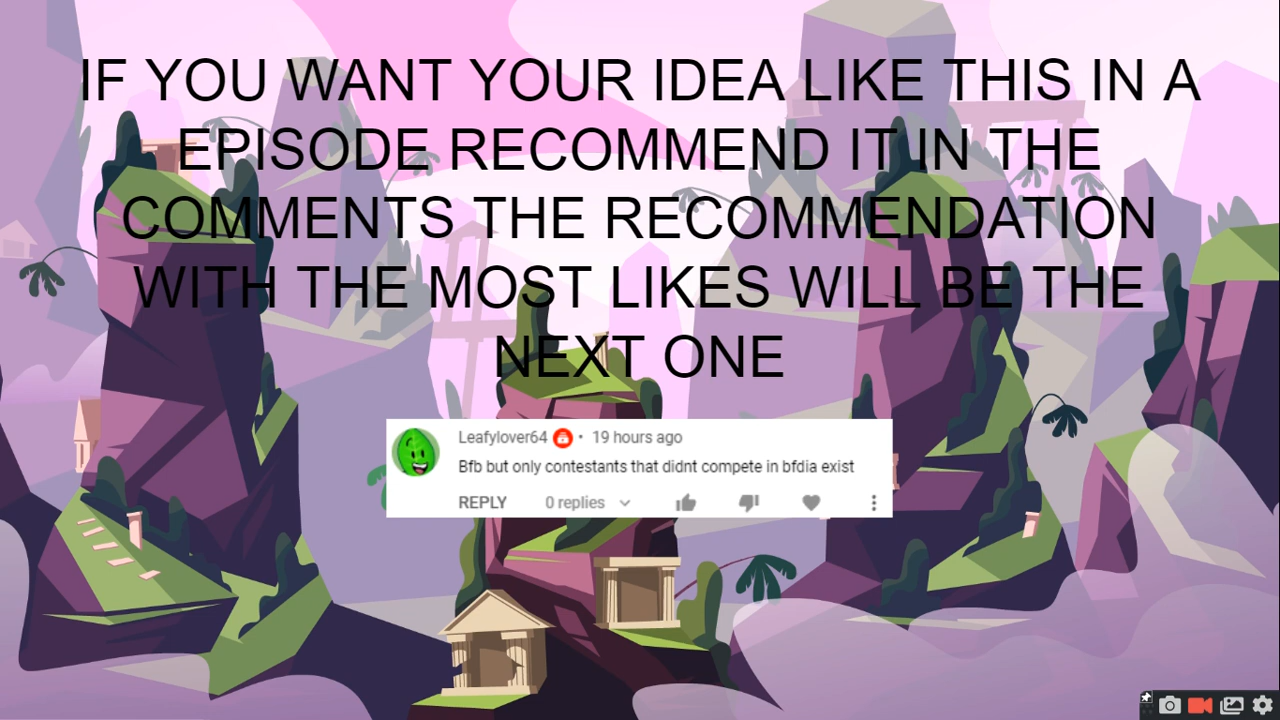 IF YOU WANT YOUR IDEA LIKE THIS IN A
EPISODE RECOMMEND IT IN THE
COMMENTS THE RECOMMENDATION
WITH THE MOST LIKES WILL BE THE
NEXT ONE
Leafylover64 • 19 hours ago
Bfb but only contestants that didnt compete in bfdia exist
REPLY 0 replies